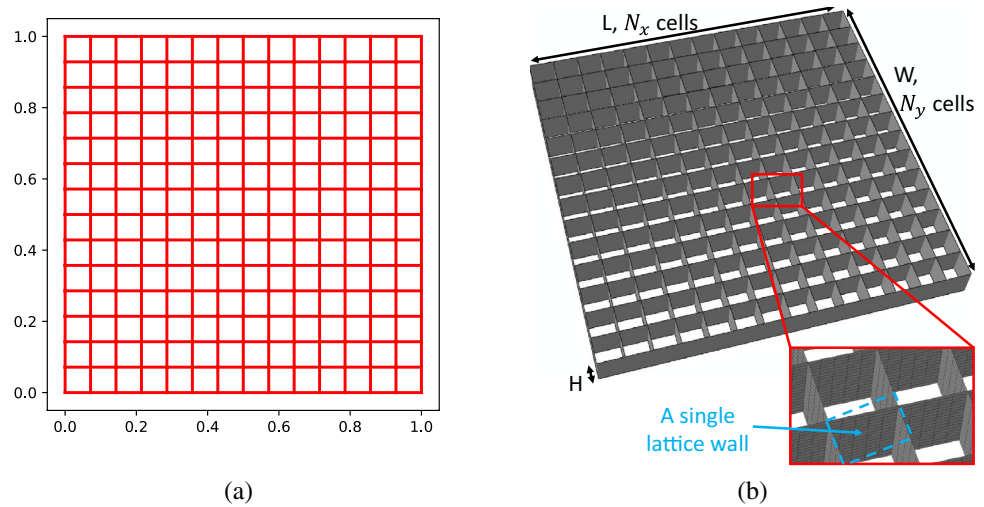 1.0
0.8
0.6
0.4
0.2
0.0
0.0 0.2 0.4 0.6 0.8 1.0
(a)
L, $N_x$ cells
W,
$N_y$ cells
H
A single
lattice wall
(b)